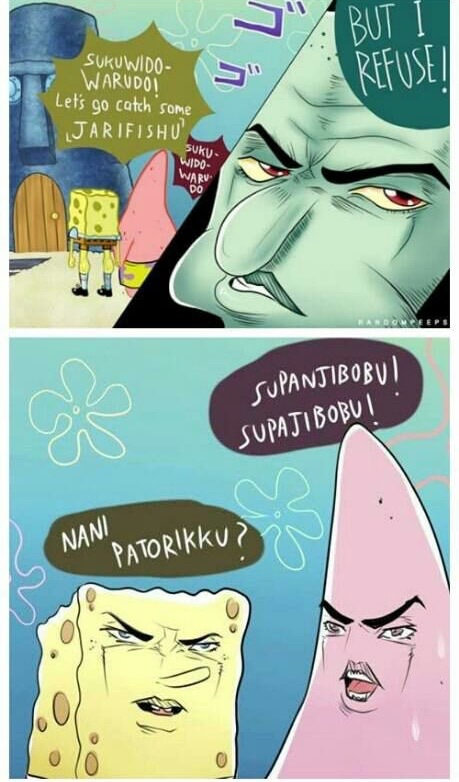 SUKUWIDO-
WARUDO!
Let's go catch some
「JARIFISHU」
SUKU-
WIDO-
WARU-
DO
ゴ
ゴ
BUT I
REFUSE!
RANDOMPEEPS
SUPANJIBOBU!
SUPAJIBOBU!
NANI
PATORIKKU?